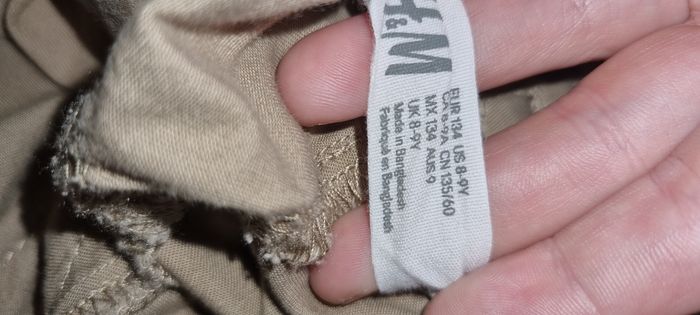 H&M
EUR 134 US 8-9Y
CA 8-9A CN 135/60
MX 134 AUS 9
UK 8-9Y
Made in Bangladesh
Fabriqué en Bangladesh